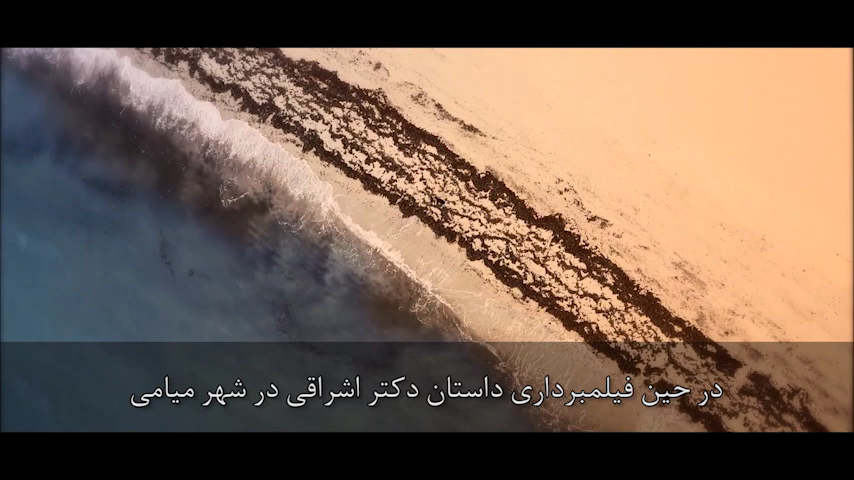 در حین فیلمبرداری داستان دکتر اشراقی در شهر میامی